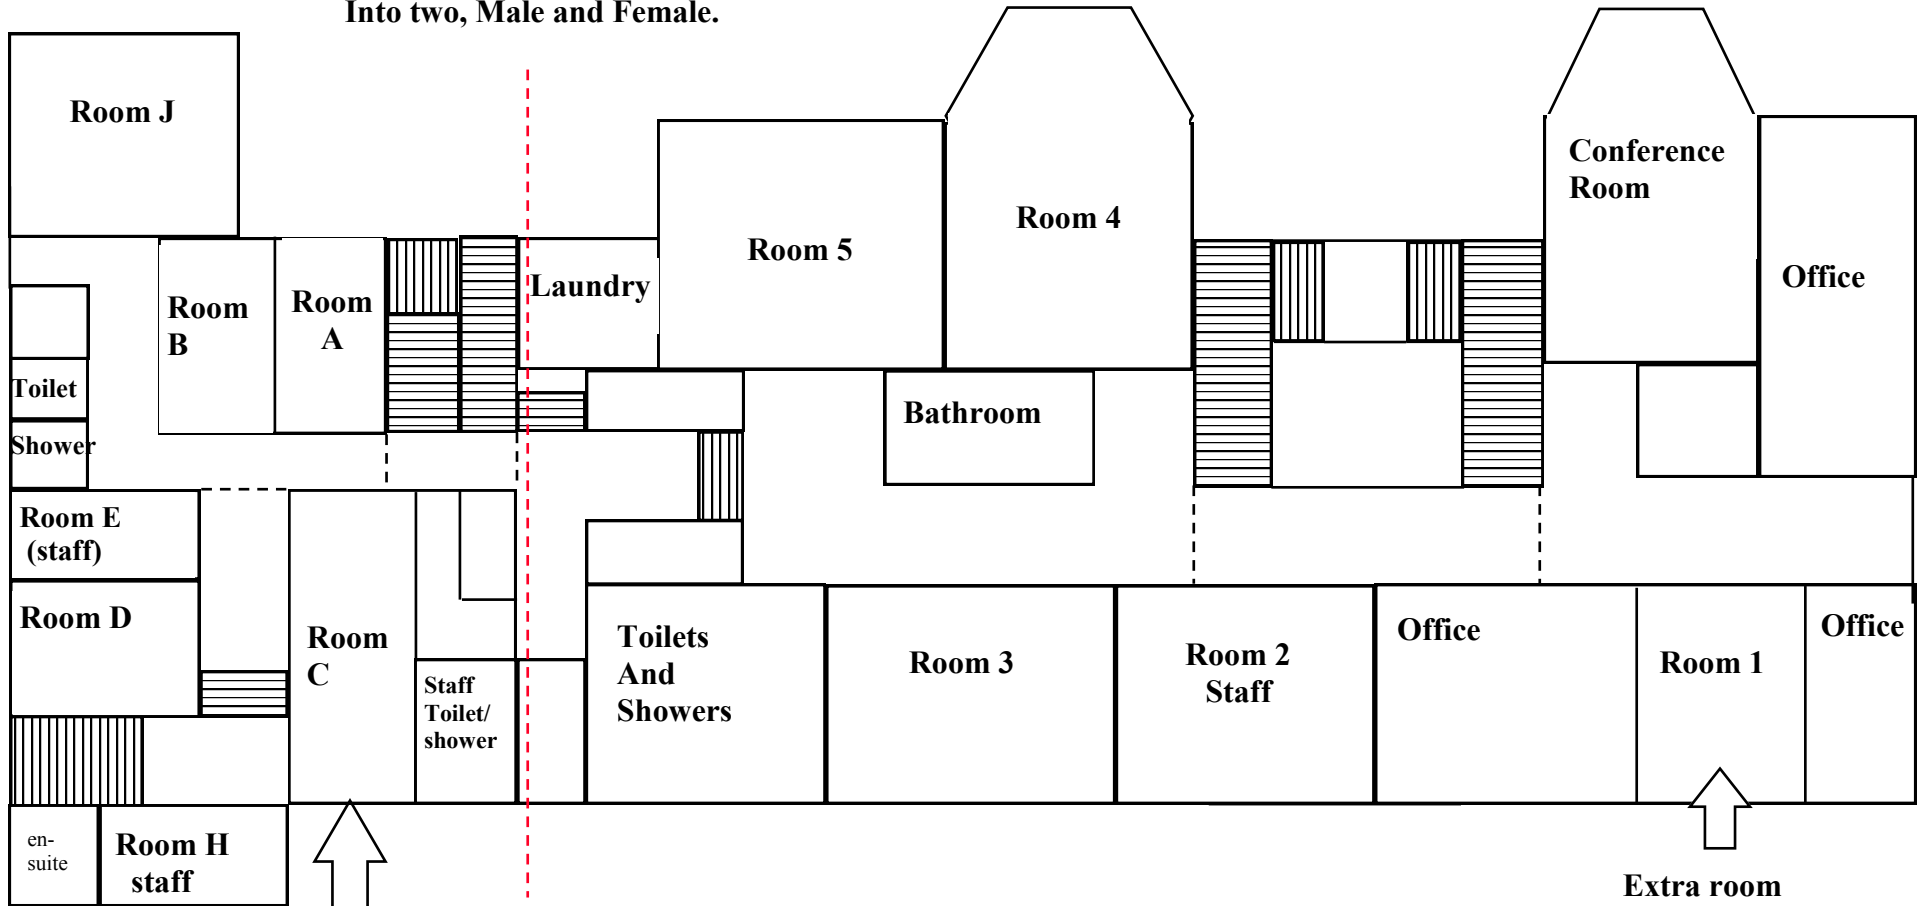 Into two, Male and Female.
Room J
Conference
Room
Room 4
Room 5
Office
Laundry
Room
B
Room
A
Toilet
Bathroom
Shower
Room E
(staff)
Room D
Room
C
Staff
Toilet/
shower
Toilets
And
Showers
Room 3
Room 2
Staff
Office
Room 1
Office
en-
suite
Room H
staff
Extra room